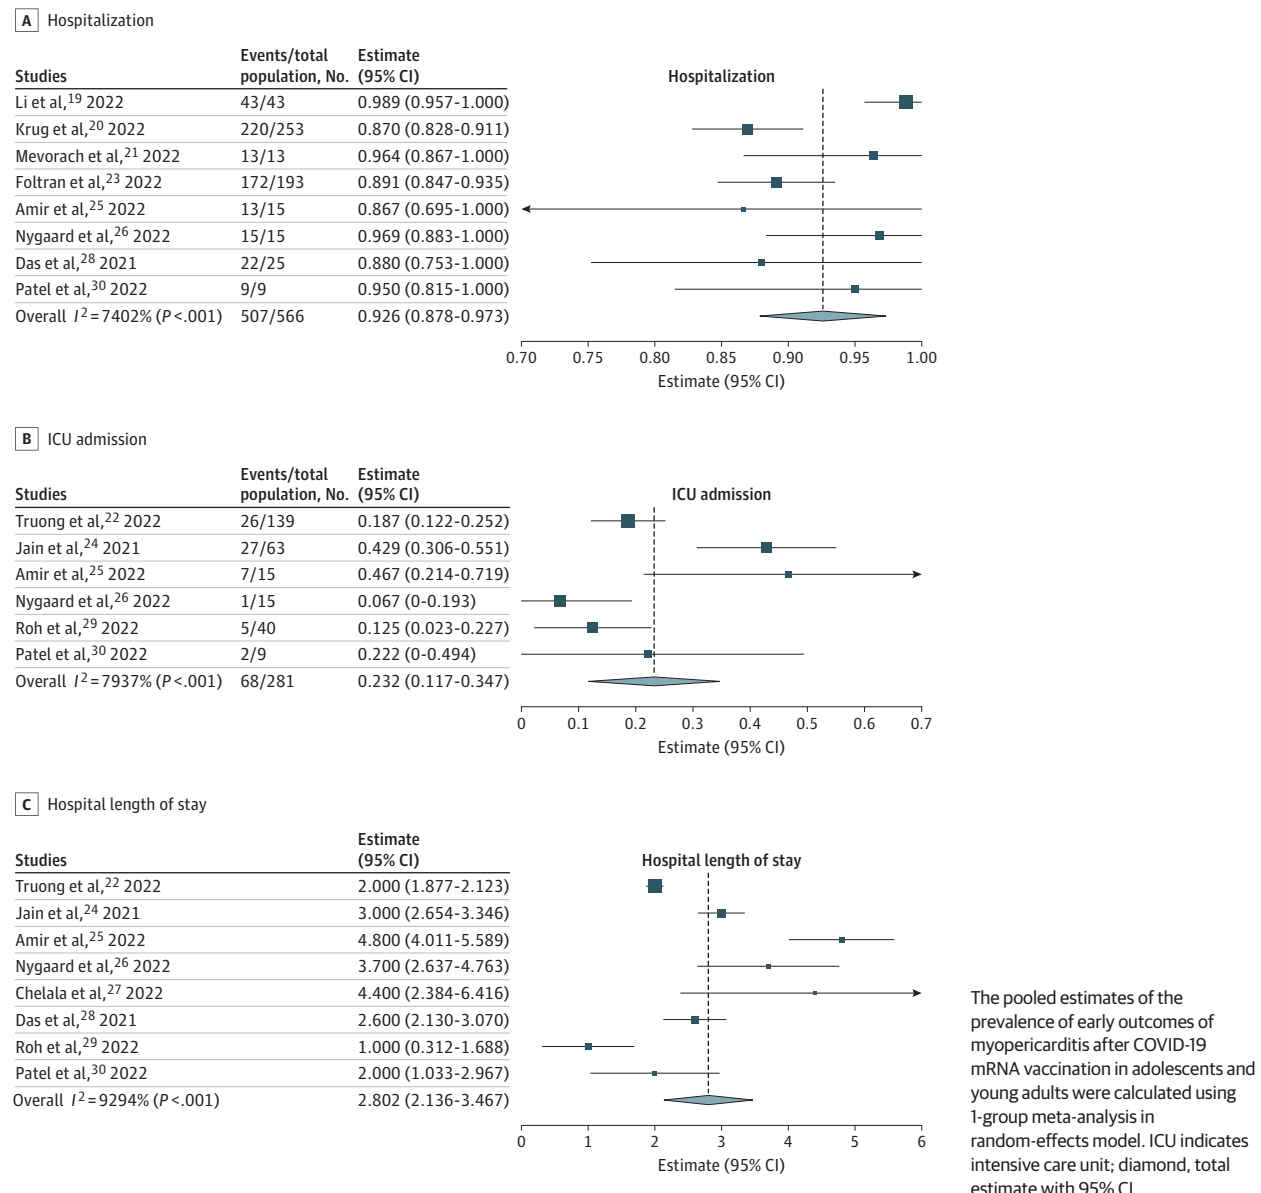 A Hospitalization
Events/total Estimate
Studies population, No. (95% CI) Hospitalization
Li et al,19 2022 43/43 0.989 (0.957-1.000)
Krug et al,20 2022 220/253 0.870 (0.828-0.911)
Mevorach et al,21 2022 13/13 0.964 (0.867-1.000)
Foltran et al,23 2022 172/193 0.891 (0.847-0.935)
Amir et al,25 2022 13/15 0.867 (0.695-1.000)
Nygaard et al,26 2022 15/15 0.969 (0.883-1.000)
Das et al,28 2021 22/25 0.880 (0.753-1.000)
Patel et al,30 2022 9/9 0.950 (0.815-1.000)
Overall I2=7402% (P<.001) 507/566 0.926 (0.878-0.973)
0.70 0.75 0.80 0.85 0.90 0.95 1.00
Estimate (95% CI)
B ICU admission
Events/total Estimate
Studies population, No. (95% CI) ICU admission
Truong et al,22 2022 26/139 0.187 (0.122-0.252)
Jain et al,24 2021 27/63 0.429 (0.306-0.551)
Amir et al,25 2022 7/15 0.467 (0.214-0.719)
Nygaard et al,26 2022 1/15 0.067 (0-0.193)
Roh et al,29 2022 5/40 0.125 (0.023-0.227)
Patel et al,30 2022 2/9 0.222 (0-0.494)
Overall I2=7937% (P<.001) 68/281 0.232 (0.117-0.347)
0 0.1 0.2 0.3 0.4 0.5 0.6 0.7
Estimate (95% CI)
C Hospital length of stay
Estimate
Studies (95% CI) Hospital length of stay
Truong et al,22 2022 2.000 (1.877-2.123)
Jain et al,24 2021 3.000 (2.654-3.346)
Amir et al,25 2022 4.800 (4.011-5.589)
Nygaard et al,26 2022 3.700 (2.637-4.763)
Chelala et al,27 2022 4.400 (2.384-6.416)
Das et al,28 2021 2.600 (2.130-3.070)
Roh et al,29 2022 1.000 (0.312-1.688)
Patel et al,30 2022 2.000 (1.033-2.967)
Overall I2=9294% (P<.001) 2.802 (2.136-3.467)
0 1 2 3 4 5 6
Estimate (95% CI)
The pooled estimates of the
prevalence of early outcomes of
myopericarditis after COVID-19
mRNA vaccination in adolescents and
young adults were calculated using
1-group meta-analysis in
random-effects model. ICU indicates
intensive care unit; diamond, total
estimate with 95% CI